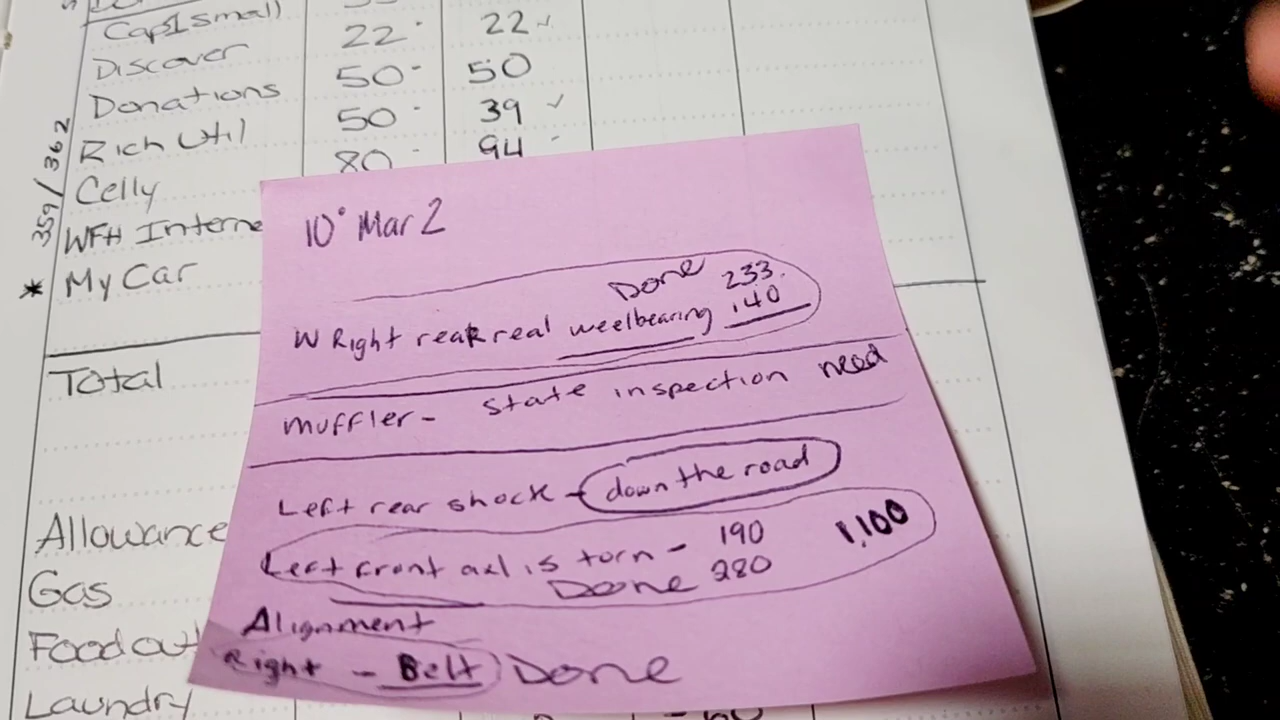 Cap1 small) 22 22
Discover 50 50
Donations 50 39
Rich Util 80 94
Celly
WFH Interne
* My Car
359/362
Total
Allowance
Gas
Food out
Laundry
10° Mar 2
Done 233
W Right rear real weelbearing 140
muffler - state inspection need
Left rear shock - down the road
Left front axl is torn - 190 1,100
Done 280
Alignment
Right - Belt Done